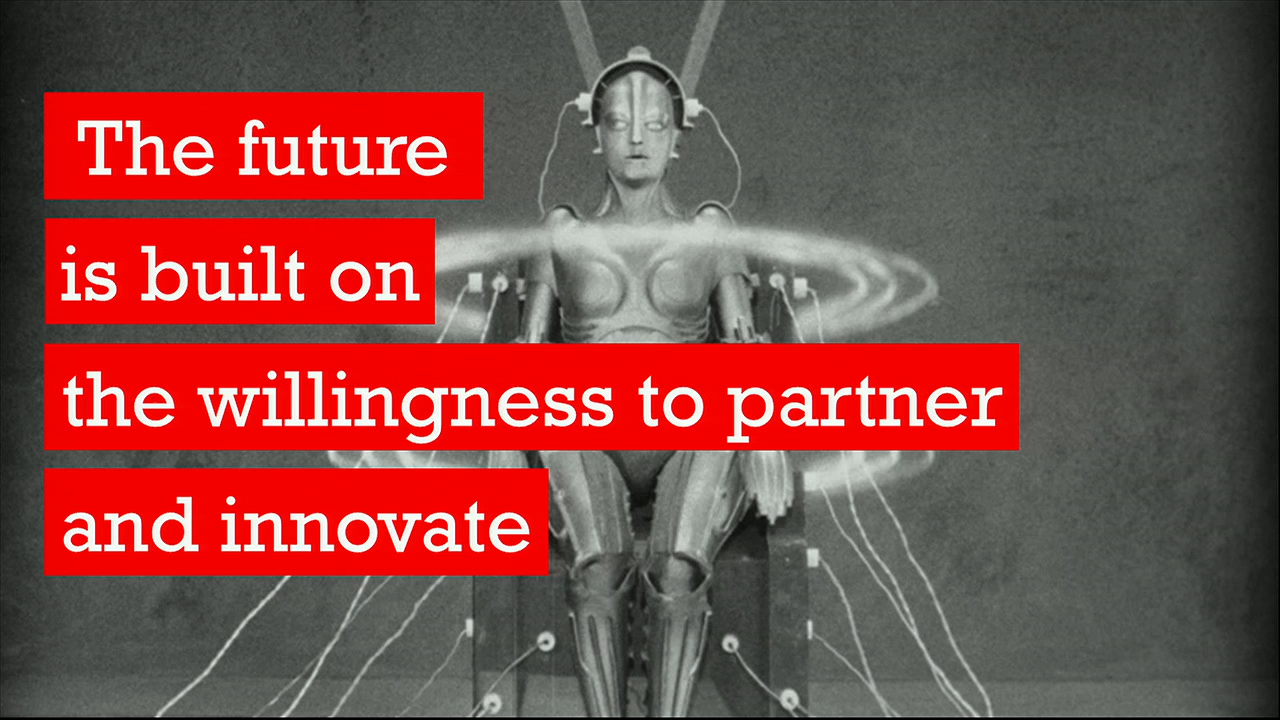 The future
is built on
the willingness to partner
and innovate